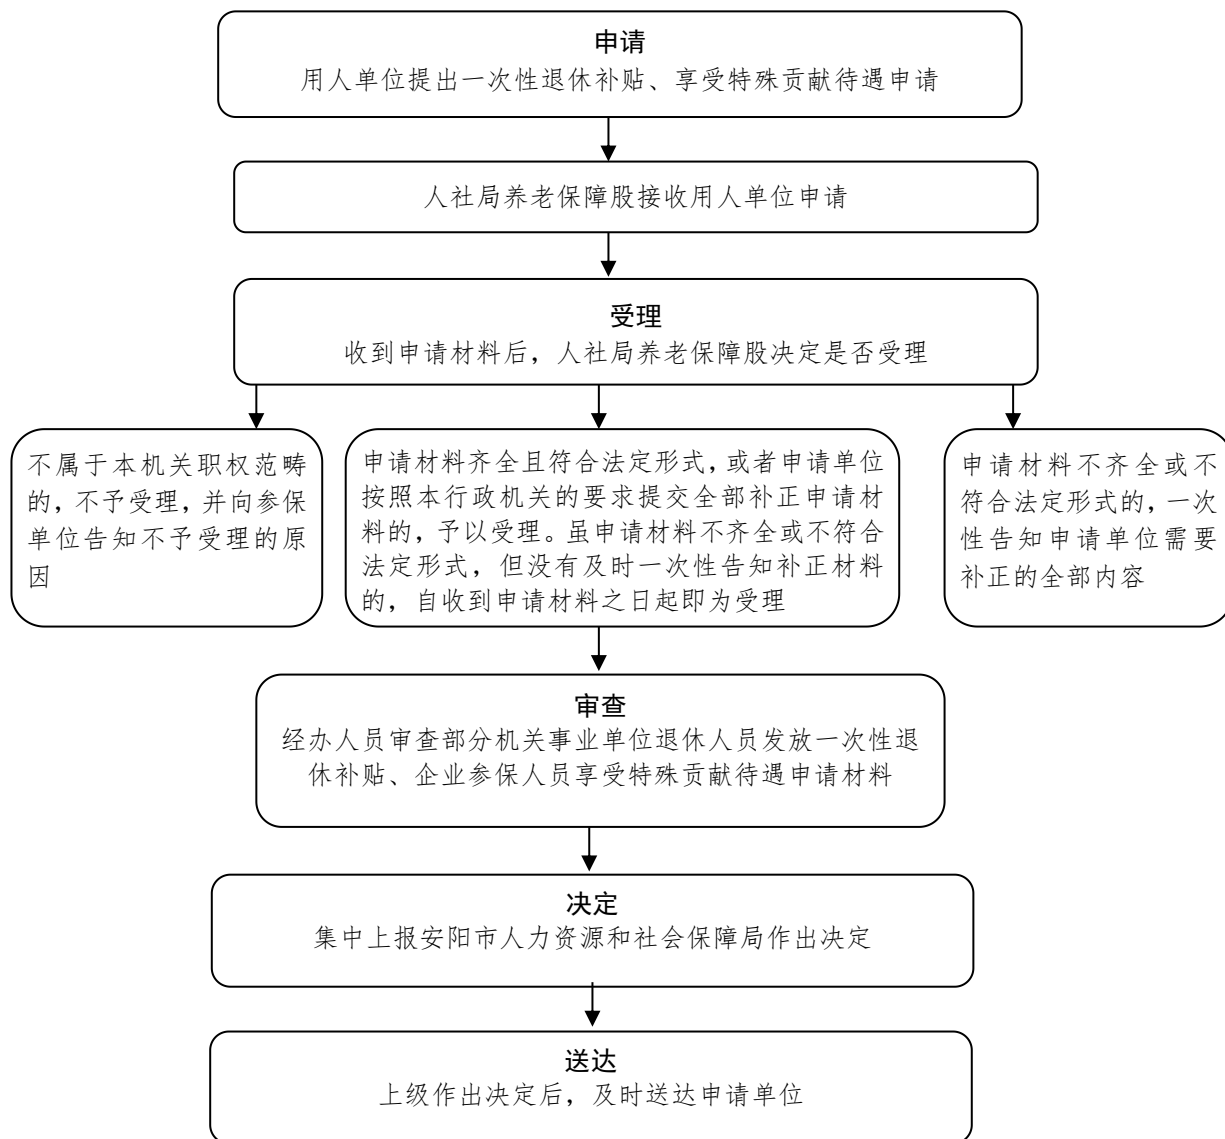 申请
用人单位提出一次性退休补贴、享受特殊贡献待遇申请
人社局养老保障股接收用人单位申请
受理
收到申请材料后，人社局养老保障股决定是否受理
不属于本机关职权范畴
的，不予受理，并向参保
单位告知不予受理的原
因
申请材料齐全且符合法定形式，或者申请单位
按照本行政机关的要求提交全部补正申请材
料的，予以受理。虽申请材料不齐全或不符合
法定形式，但没有及时一次性告知补正材料
的，自收到申请材料之日起即为受理
申请材料不齐全或不
符合法定形式的，一次
性告知申请单位需要
补正的全部内容
审查
经办人员审查部分机关事业单位退休人员发放一次性退
休补贴、企业参保人员享受特殊贡献待遇申请材料
决定
集中上报安阳市人力资源和社会保障局作出决定
送达
上级作出决定后，及时送达申请单位